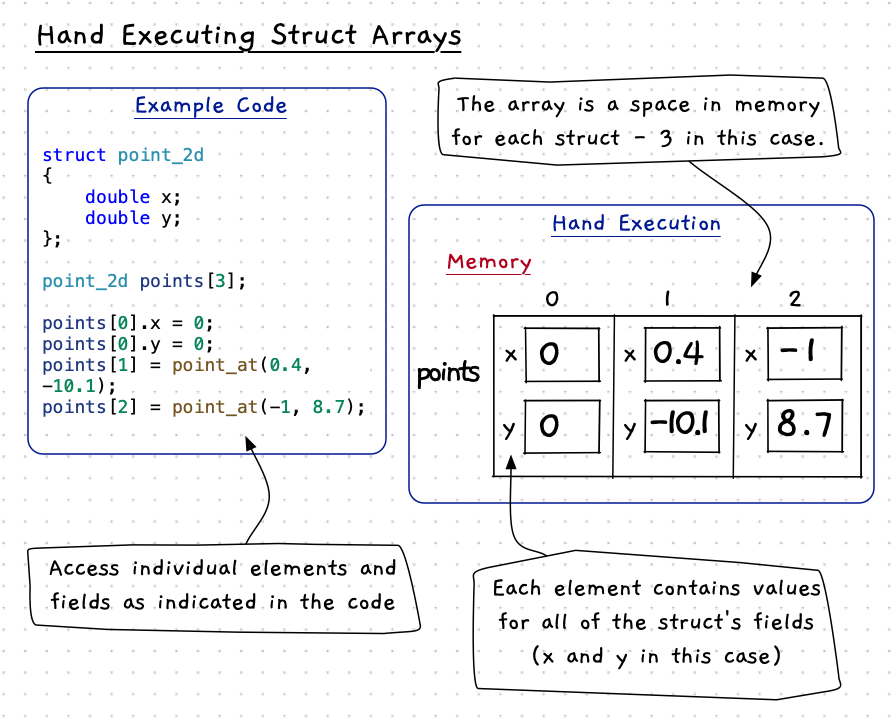 Hand Executing Struct Arrays
Example Code
struct point_2d
{
    double x;
    double y;
};
point_2d points[3];
points[0].x = 0;
points[0].y = 0;
points[1] = point_at(0.4,
-10.1);
points[2] = point_at(-1, 8.7);
The array is a space in memory
for each struct - 3 in this case.
Hand Execution
Memory
0 1 2
x 0 x 0.4 x -1
points
y 0 y -10.1 y 8.7
Access individual elements and
fields as indicated in the code
Each element contains values
for all of the struct's fields
(x and y in this case)